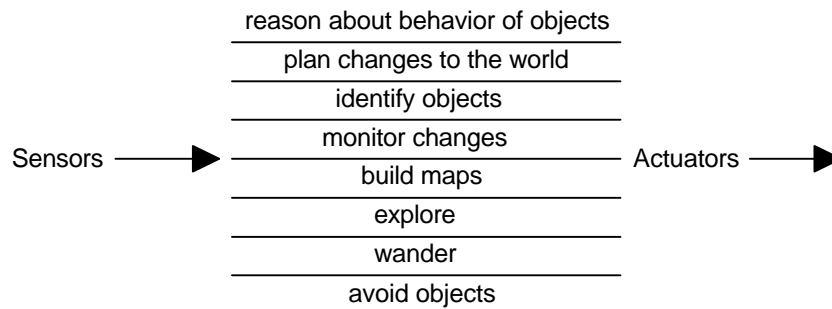 reason about behavior of objects
plan changes to the world
identify objects
monitor changes
Sensors
Actuators
build maps
explore
wander
avoid objects